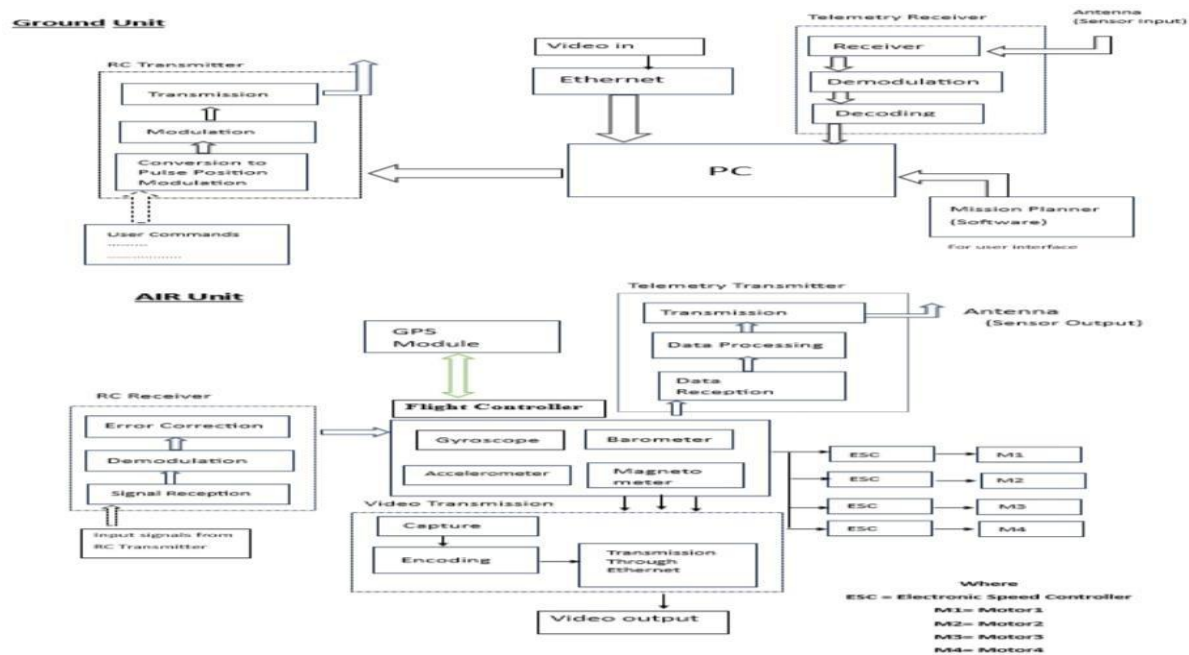 Ground Unit
RC Transmitter
Transmission
Modulation
Conversion to
Pulse Position
Modulation
User Commands
Video in
Ethernet
PC
Telemetry Receiver
Receiver
Demodulation
Decoding
Antenna
(Sensor Input)
Mission Planner
(Software)
For user interface
AIR Unit
GPS
Module
Telemetry Transmitter
Transmission
Data Processing
Data
Reception
Antenna
(Sensor Output)
RC Receiver
Error Correction
Demodulation
Signal Reception
Input signals from
RC Transmitter
Flight Controller
Gyroscope
Barometer
Accelerometer
Magneto
meter
ESC
M1
ESC
M2
ESC
M3
ESC
M4
Video Transmission
Capture
Encoding
Transmission
Through
Ethernet
Video output
Where
ESC = Electronic Speed Controller
M1= Motor1
M2= Motor2
M3= Motor3
M4= Motor4